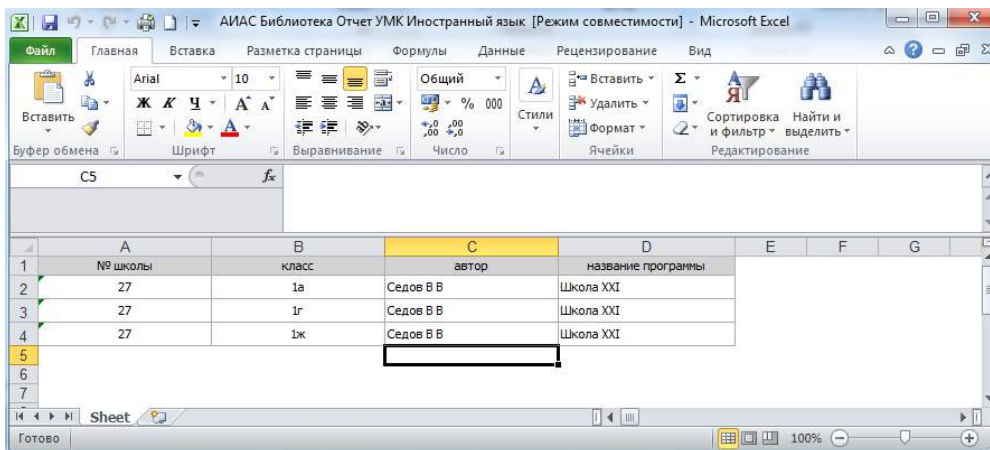 АИАС Библиотека Отчет УМК Иностранный язык [Режим совместимости] - Microsoft Excel
Файл Главная Вставка Разметка страницы Формулы Данные Рецензирование Вид
Вставить
Arial 10
Ж К Ч
Общий
% 000
Стили
Вставить
Удалить
Формат
Σ
Сортировка и фильтр
Найти и выделить
Буфер обмена Шрифт Выравнивание Число Ячейки Редактирование
C5 fx
A B C D E F G
1 № школы класс автор название программы
2 27 1а Седов В В Школа XXI
3 27 1г Седов В В Школа XXI
4 27 1ж Седов В В Школа XXI
5
6
7
Sheet
Готово 100%